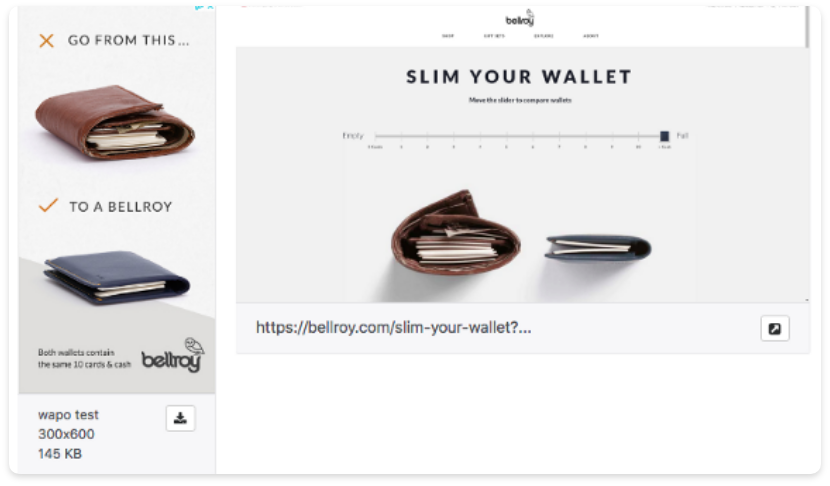 GO FROM THIS...
TO A BELLROY
Both wallets contain
the same 10 cards & cash
bellroy
wapo test
300x600
145 KB
bellroy
SHOP GIFT SETS EXPLORE ABOUT
SLIM YOUR WALLET
Move the slider to compare wallets
Empty Full
https://bellroy.com/slim-your-wallet?...